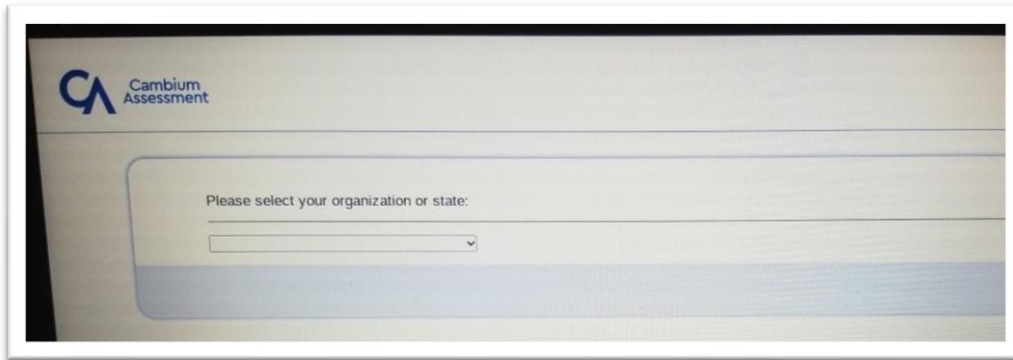 CA Cambium
Assessment
Please select your organization or state: